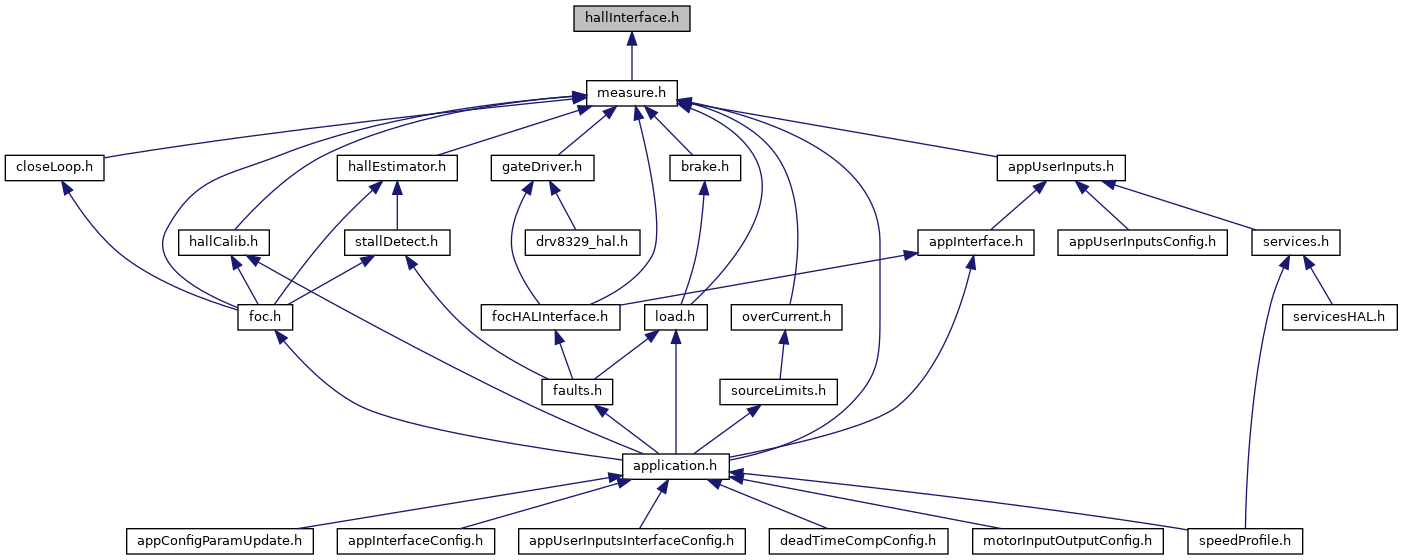 hallInterface.h
measure.h
closeLoop.h
hallEstimator.h
gateDriver.h
brake.h
appUserInputs.h
hallCalib.h
stallDetect.h
drv8329_hal.h
appInterface.h
appUserInputsConfig.h
services.h
foc.h
focHALInterface.h
load.h
overCurrent.h
servicesHAL.h
faults.h
sourceLimits.h
application.h
appConfigParamUpdate.h
appInterfaceConfig.h
appUserInputsInterfaceConfig.h
deadTimeCompConfig.h
motorInputOutputConfig.h
speedProfile.h